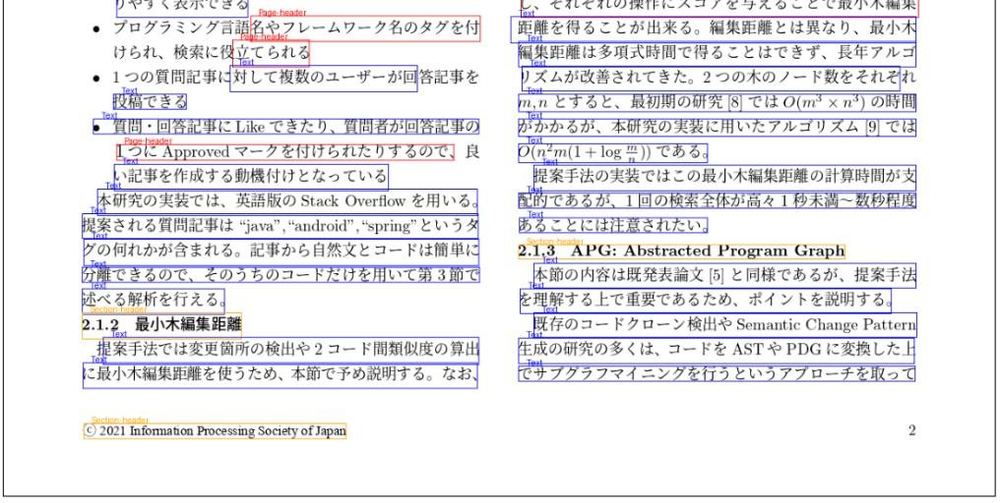 りやすく表示できる
• プログラミング言語名やフレームワーク名のタグを付
けられ、検索に役立てられる
• 1 つの質問記事に対して複数のユーザーが回答記事を
投稿できる
• 質問・回答記事に Like できたり、質問者が回答記事の
1 つに Approved マークを付けられたりするので、良
い記事を作成する動機付けとなっている
本研究の実装では、英語版の Stack Overflow を用いる。
提案される質問記事は “java”, “android”, “spring” というタ
グの何れかが含まれる。記事から自然文とコードは簡単に
分離できるので、そのうちのコードだけを用いて第 3 節で
述べる解析を行える。
2.1.2 最小木編集距離
提案手法では変更箇所の検出や 2 コード間類似度の算出
に最小木編集距離を使うため、本節で予め説明する。なお、
し、それぞれの操作にスコアを与えることで最小木編集
距離を得ることが出来る。編集距離とは異なり、最小木
編集距離は多項式時間で得ることはできず、長年アルゴ
リズムが改善されてきた。2 つの木のノード数をそれぞれ
m, n とすると、最初期の研究 [8] では O(m³ × n³) の時間
がかかるが、本研究の実装に用いたアルゴリズム [9] では
O(n²m(1 + log m/n)) である。
提案手法の実装ではこの最小木編集距離の計算時間が支
配的であるが、1 回の検索全体が高々 1 秒未満〜数秒程度
あることには注意されたい。
2.1.3 APG: Abstracted Program Graph
本節の内容は既発表論文 [5] と同様であるが、提案手法
を理解する上で重要であるため、ポイントを説明する。
既存のコードクローン検出や Semantic Change Pattern
生成の研究の多くは、コードを AST や PDG に変換した上
でサブグラフマイニングを行うというアプローチを取って
© 2021 Information Processing Society of Japan
2